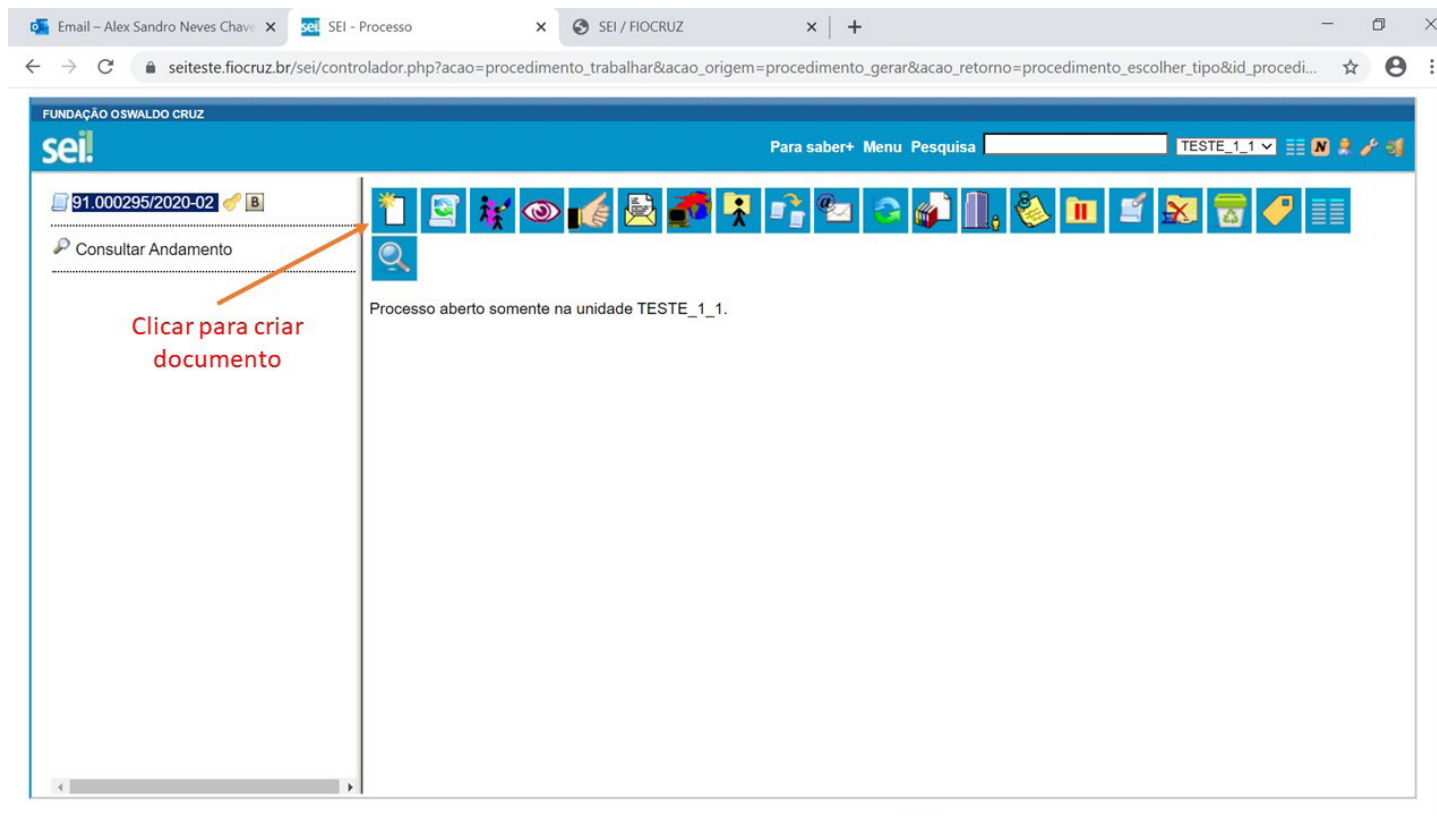 Email – Alex Sandro Neves Chave
sei! SEI - Processo
SEI / FIOCRUZ
seiteste.fiocruz.br/sei/controlador.php?acao=procedimento_trabalhar&acao_origem=procedimento_gerar&acao_retorno=procedimento_escolher_tipo&id_procedi...
FUNDAÇÃO OSWALDO CRUZ
sei!
Para saber+ Menu Pesquisa
TESTE_1_1
N
91.000295/2020-02 B
Consultar Andamento
Processo aberto somente na unidade TESTE_1_1.
Clicar para criar
documento